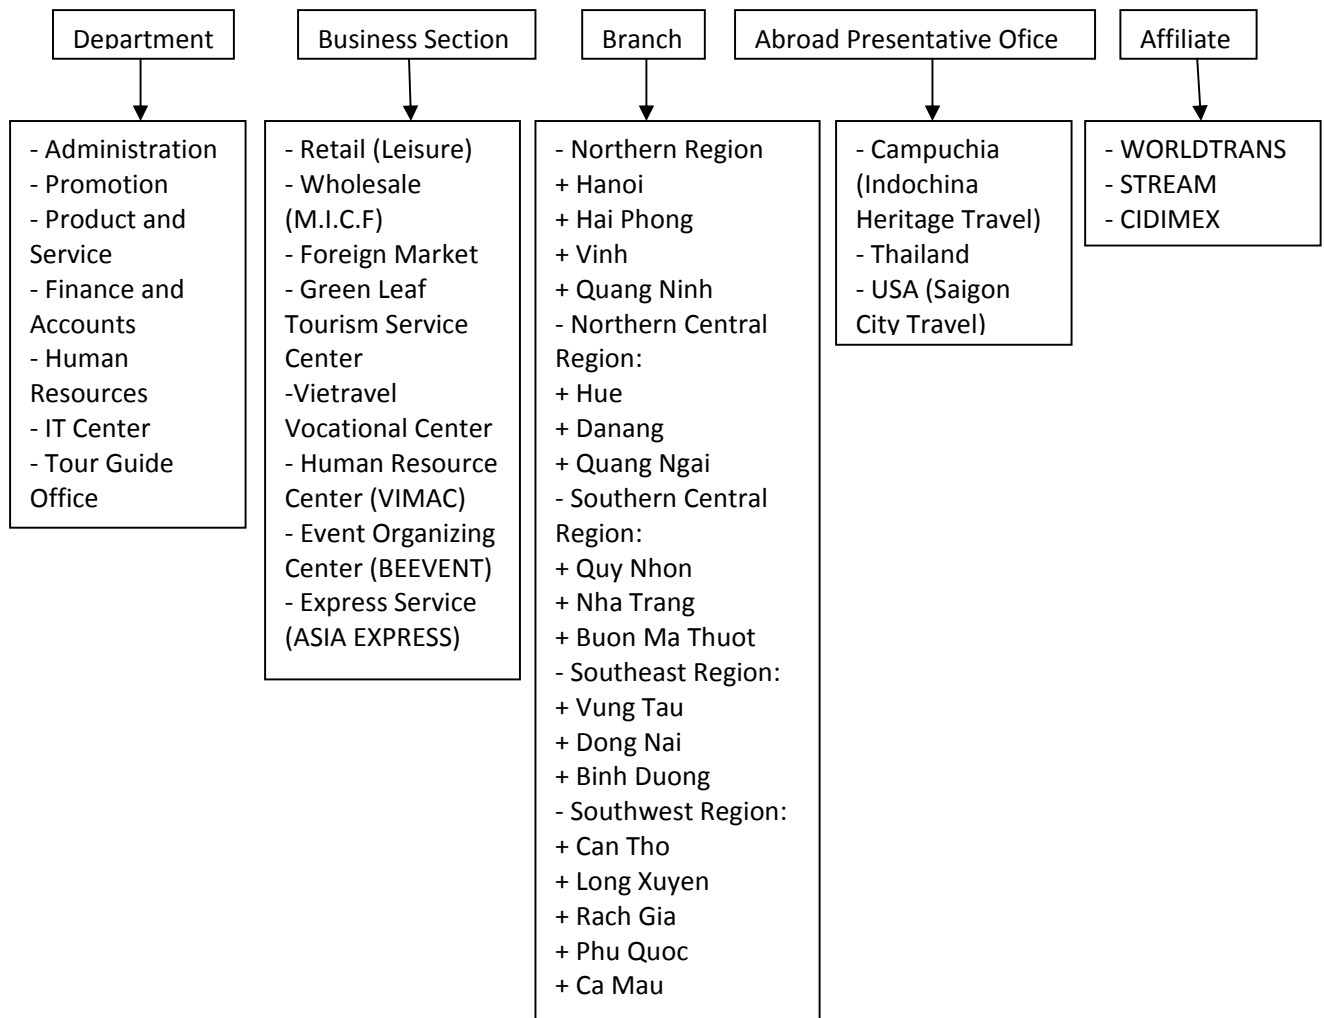 Department
Business Section
Branch
Abroad Presentative Ofice
Affiliate
- Administration
- Promotion
- Product and
Service
- Finance and
Accounts
- Human
Resources
- IT Center
- Tour Guide
Office
- Retail (Leisure)
- Wholesale
(M.I.C.F)
- Foreign Market
- Green Leaf
Tourism Service
Center
-Vietravel
Vocational Center
- Human Resource
Center (VIMAC)
- Event Organizing
Center (BEEVENT)
- Express Service
(ASIA EXPRESS)
- Northern Region
+ Hanoi
+ Hai Phong
+ Vinh
+ Quang Ninh
- Northern Central
Region:
+ Hue
+ Danang
+ Quang Ngai
- Southern Central
Region:
+ Quy Nhon
+ Nha Trang
+ Buon Ma Thuot
- Southeast Region:
+ Vung Tau
+ Dong Nai
+ Binh Duong
- Southwest Region:
+ Can Tho
+ Long Xuyen
+ Rach Gia
+ Phu Quoc
+ Ca Mau
- Campuchia
(Indochina
Heritage Travel)
- Thailand
- USA (Saigon
City Travel)
- WORLDTRANS
- STREAM
- CIDIMEX